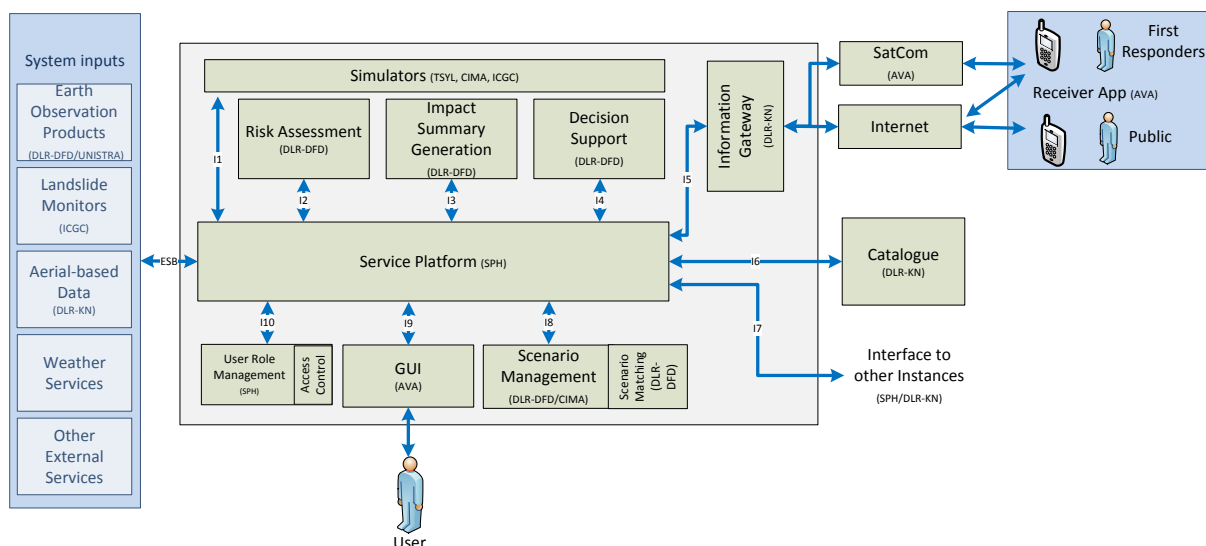 System inputs
Earth
Observation
Products
(DLR-DFD/UNISTRA)
Landslide
Monitors
(ICGC)
Aerial-based
Data
(DLR-KN)
Weather
Services
Other
External
Services
ESB
Simulators (TSYL, CIMA, ICGC)
I1
Risk Assessment
(DLR-DFD)
Impact
Summary
Generation
(DLR-DFD)
Decision
Support
(DLR-DFD)
I2
I3
I4
Service Platform (SPH)
I10
I9
I8
User Role
Management
(SPH)
Access
Control
GUI
(AVA)
Scenario
Management
(DLR-DFD/CIMA)
Scenario
Matching
(DLR-
DFD)
User
I5
Information
Gateway
(DLR-KN)
SatCom
(AVA)
Internet
First
Responders
Receiver App (AVA)
Public
I6
Catalogue
(DLR-KN)
I7
Interface to
other Instances
(SPH/DLR-KN)